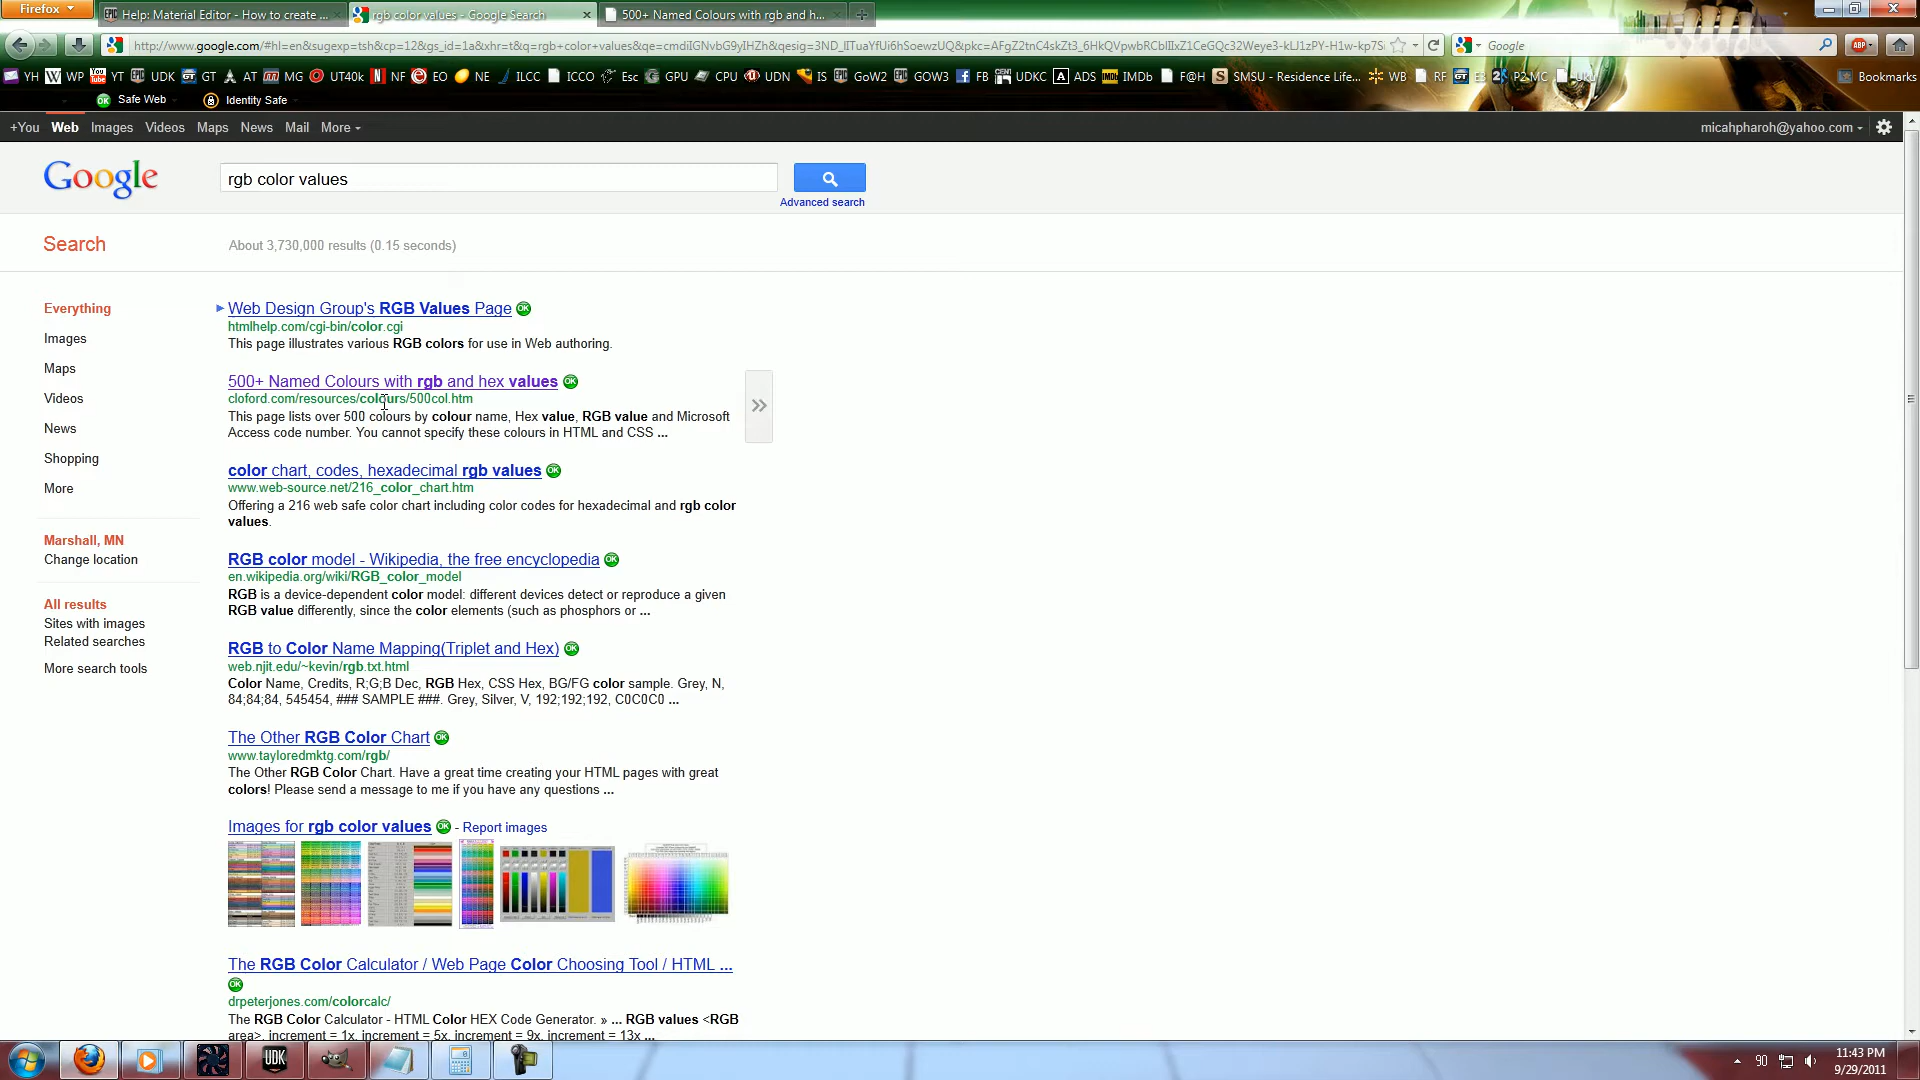 Firefox
Help: Material Editor - How to create ...
rgb color values - Google Search
500+ Named Colours with rgb and h...
Google
YH WP YT UDK GT AT MG UT40k NF EO NE ILCC ICCO Esc GPU CPU UDN IS GoW2 GOW3 FB UDKC ADS IMDb F@H SMSU - Residence Life... WB RF E3 P2 MC
Bookmarks
Safe Web
Identity Safe
+You Web Images Videos Maps News Mail More
micahpharoh@yahoo.com
Google
rgb color values
Advanced search
Search
About 3,730,000 results (0.15 seconds)
Everything
Images
Maps
Videos
News
Shopping
More
Marshall, MN
Change location
All results
Sites with images
Related searches
More search tools
Web Design Group's RGB Values Page OK
htmlhelp.com/cgi-bin/color.cgi
This page illustrates various RGB colors for use in Web authoring.
500+ Named Colours with rgb and hex values OK
cloford.com/resources/colours/500col.htm
This page lists over 500 colours by colour name, Hex value, RGB value and Microsoft
Access code number. You cannot specify these colours in HTML and CSS ...
color chart, codes, hexadecimal rgb values OK
www.web-source.net/216_color_chart.htm
Offering a 216 web safe color chart including color codes for hexadecimal and rgb color
values.
RGB color model - Wikipedia, the free encyclopedia OK
en.wikipedia.org/wiki/RGB_color_model
RGB is a device-dependent color model: different devices detect or reproduce a given
RGB value differently, since the color elements (such as phosphors or ...
RGB to Color Name Mapping(Triplet and Hex) OK
web.njit.edu/~kevin/rgb.txt.html
Color Name, Credits, R;G;B Dec, RGB Hex, CSS Hex, BG/FG color sample. Grey, N,
84;84;84, 545454, ### SAMPLE ###. Grey, Silver, V, 192;192;192, C0C0C0 ...
The Other RGB Color Chart OK
www.tayloredmktg.com/rgb/
The Other RGB Color Chart. Have a great time creating your HTML pages with great
colors! Please send a message to me if you have any questions ...
Images for rgb color values OK - Report images
The RGB Color Calculator / Web Page Color Choosing Tool / HTML ...
OK
drpeterjones.com/colorcalc/
The RGB Color Calculator - HTML Color HEX Code Generator. » ... RGB values <RGB
area>, increment = 1x, increment = 5x, increment = 9x, increment = 13x ...
UDK
90
11:43 PM
9/29/2011